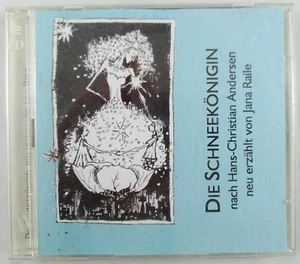 DIE SCHNEEKÖNIGIN
nach Hans-Christian Andersen
neu erzählt von Jana Raile